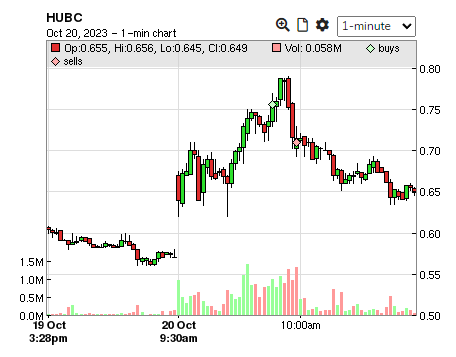 HUBC
Oct 20, 2023 - 1-min chart
1-minute
Op:0.655, Hi:0.656, Lo:0.645, Cl:0.649 Vol: 0.058M buys
sells
0.80
0.75
0.70
0.65
0.60
0.55
0.50
1.5M
1.0M
0.5M
0.0M
19 Oct 20 Oct 10:00am
3:28pm 9:30am